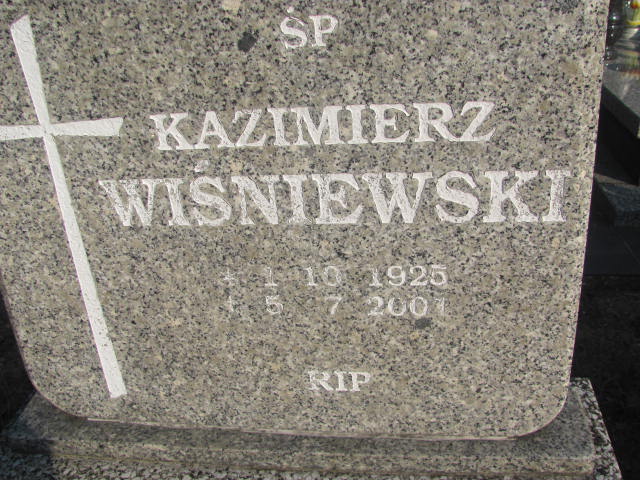 ŚP
KAZIMIERZ
WIŚNIEWSKI
* 1 10 1925
† 5 7 2001
RIP